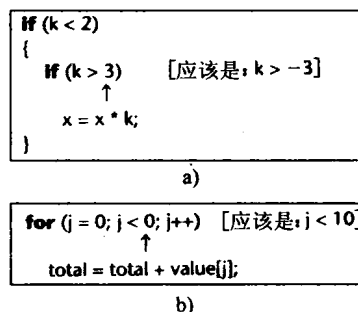 if (k < 2)
{
if (k > 3) [应该是：k > −3]
↑
x = x * k;
}
a)
for (j = 0; j < 0; j++) [应该是：j < 10]
↑
total = total + value[j];
b)